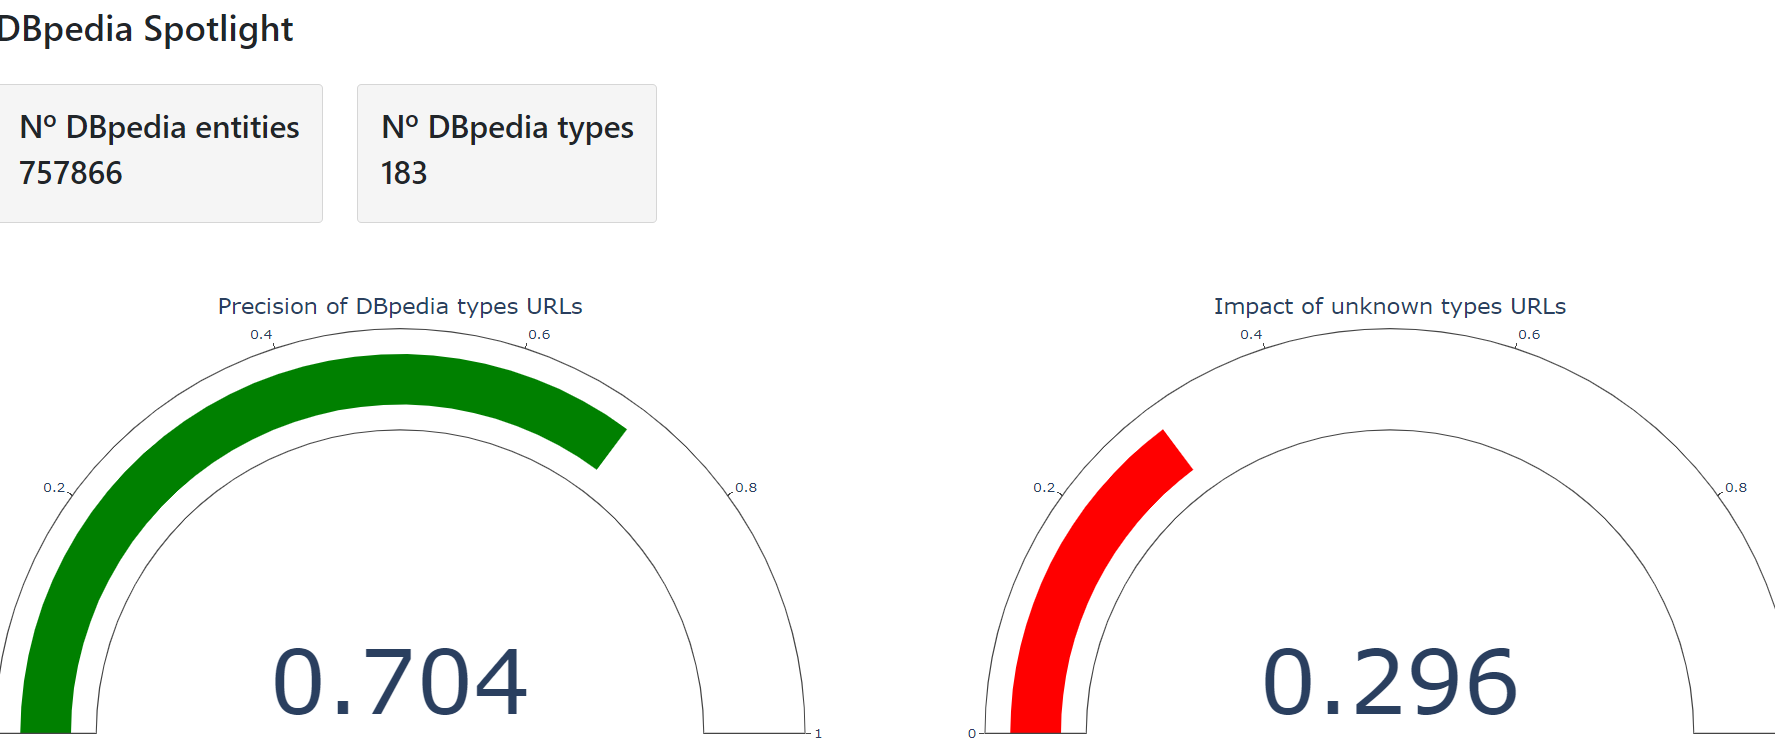 DBpedia Spotlight
Nº DBpedia entities
757866
Nº DBpedia types
183
Precision of DBpedia types URLs
0.4
0.6
0.2
0.8
0.704
1
Impact of unknown types URLs
0.4
0.6
0.2
0.8
0.296
0